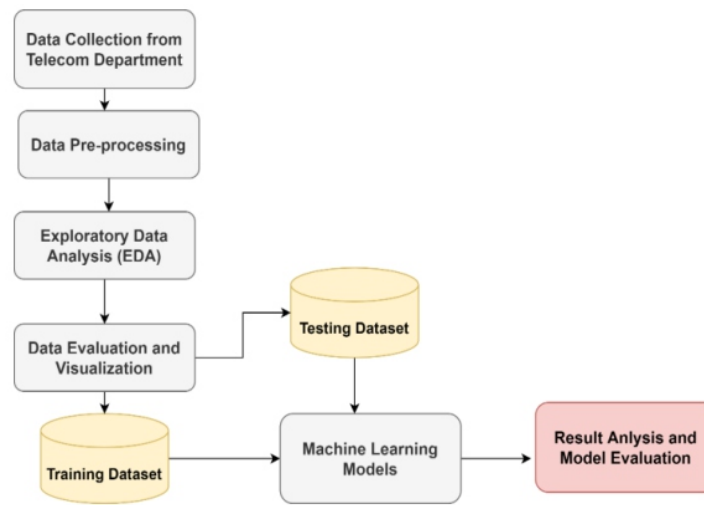 Data Collection from
Telecom Department
Data Pre-processing
Exploratory Data
Analysis (EDA)
Data Evaluation and
Visualization
Testing Dataset
Training Dataset
Machine Learning
Models
Result Anlysis and
Model Evaluation